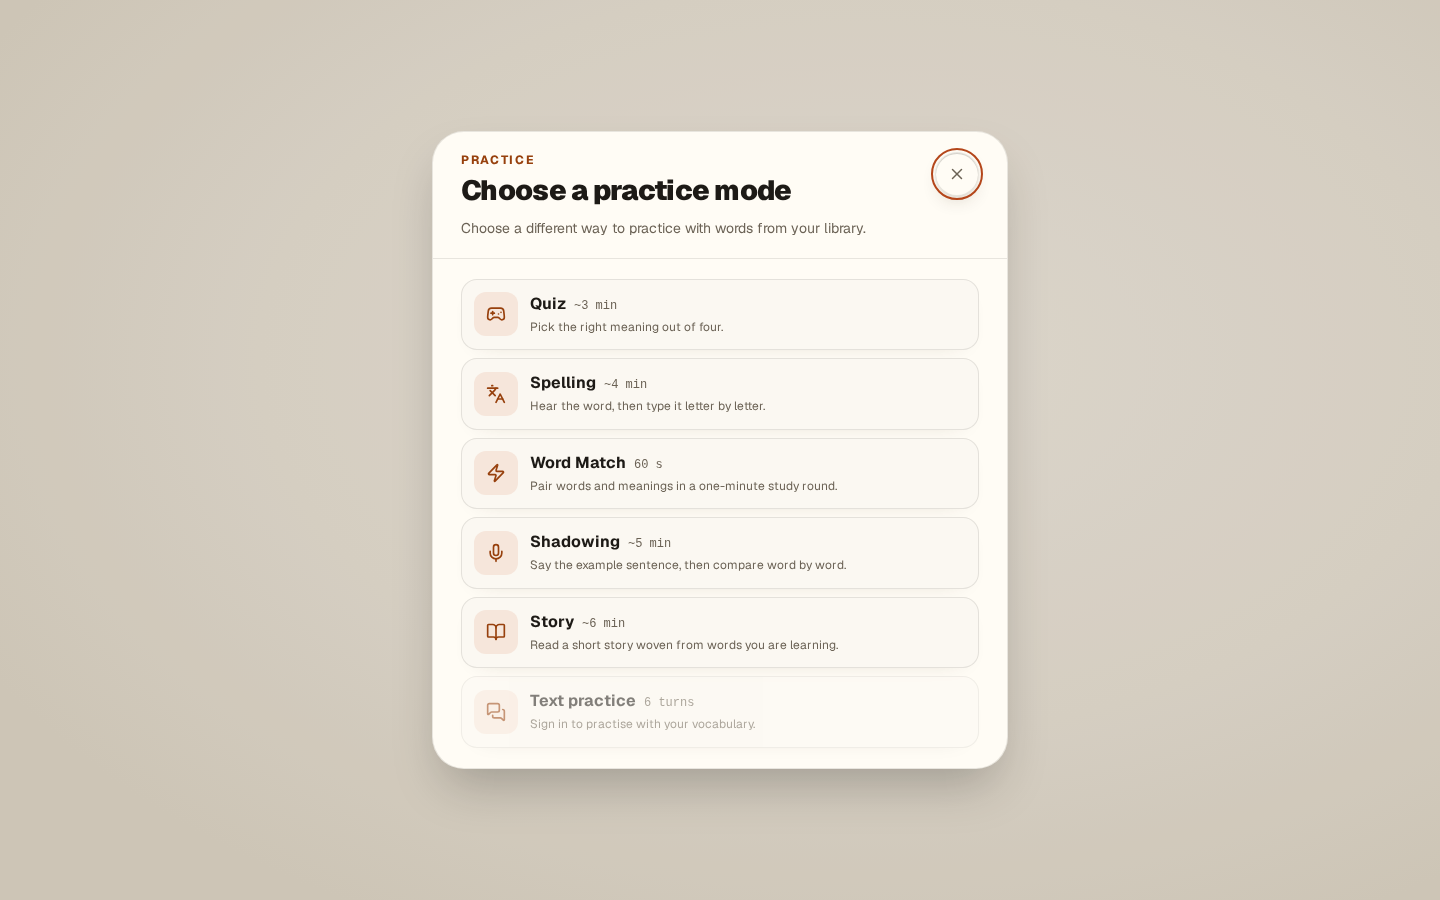 PRACTICE
Choose a practice mode
Choose a different way to practice with words from your library.
Quiz ~3 min
Pick the right meaning out of four.
Spelling ~4 min
Hear the word, then type it letter by letter.
Word Match 60 s
Pair words and meanings in a one-minute study round.
Shadowing ~5 min
Say the example sentence, then compare word by word.
Story ~6 min
Read a short story woven from words you are learning.
Text practice 6 turns
Sign in to practise with your vocabulary.